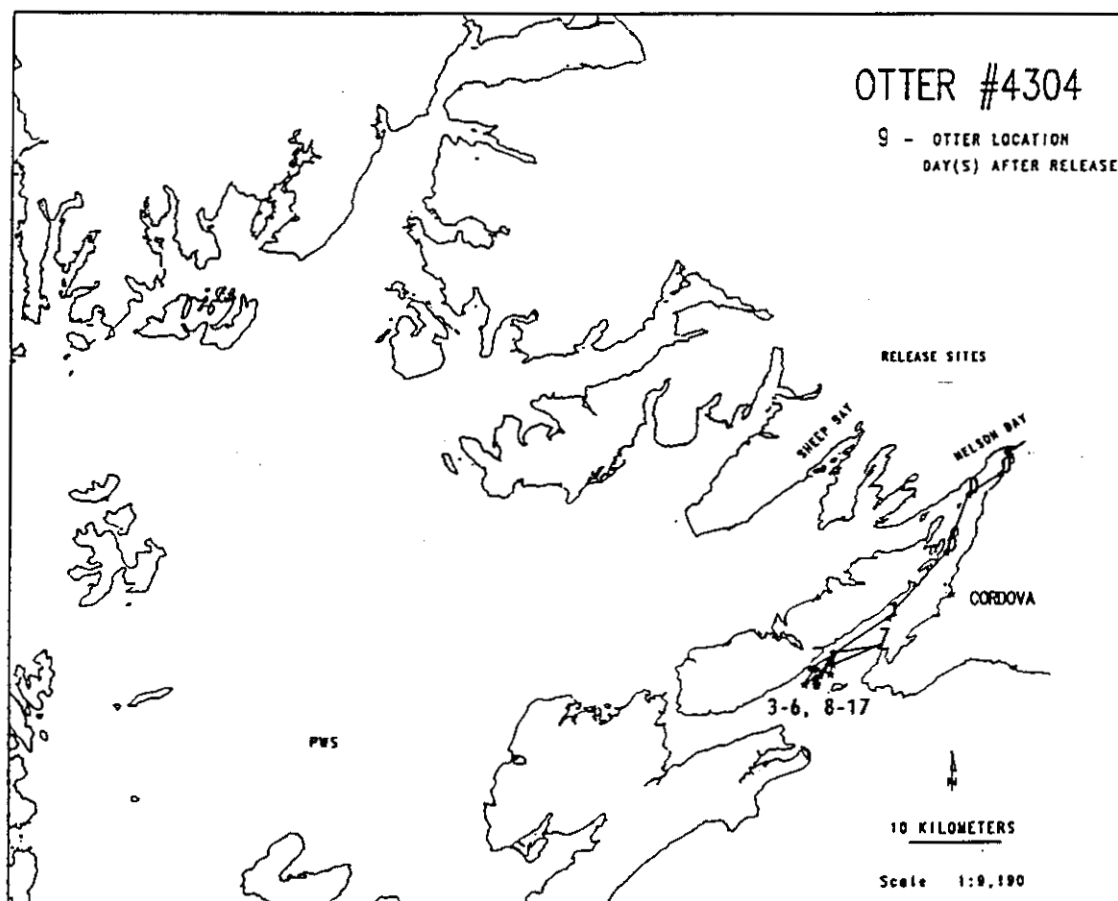 OTTER #4304
9 - OTTER LOCATION
DAY(S) AFTER RELEASE
RELEASE SITES
SHEEP BAY
NELSON BAY
CORDOVA
7
3-6, 8-17
PWS
10 KILOMETERS
Scale 1:9,190